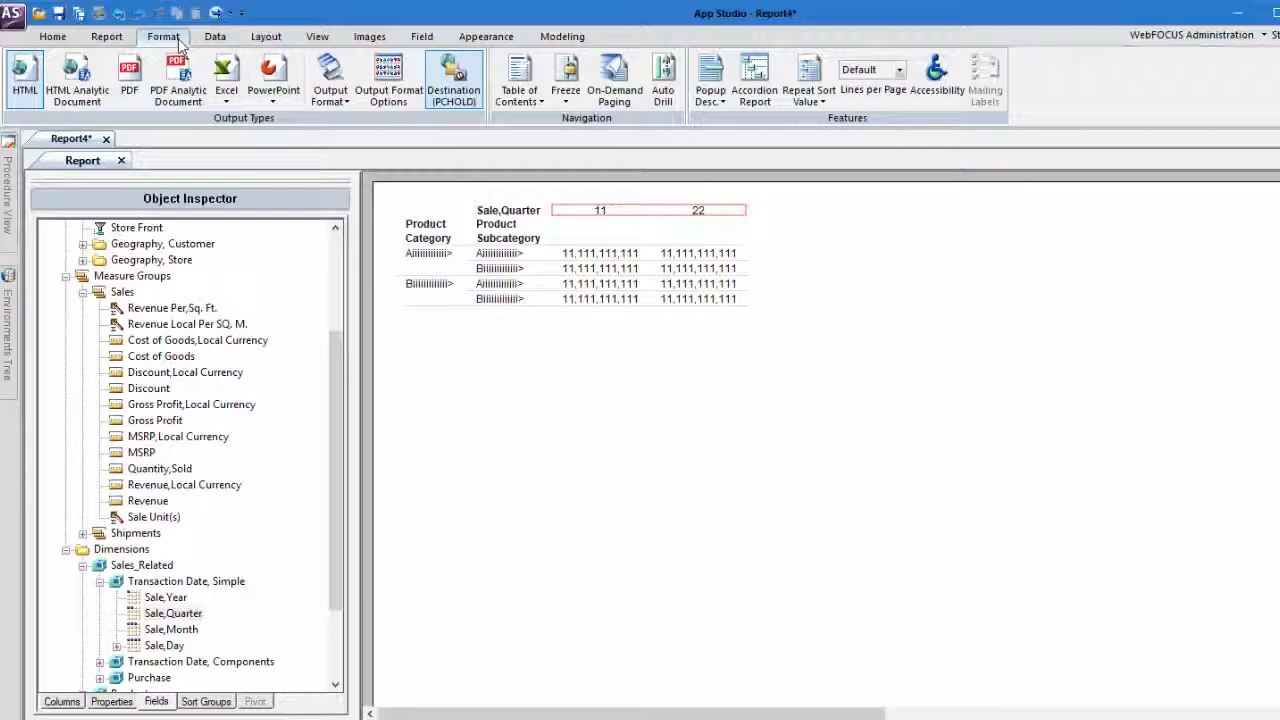 AS
App Studio - Report4*
Home Report Format Data Layout View Images Field Appearance Modeling
WebFOCUS Administration
HTML
HTML Analytic Document
PDF
PDF Analytic Document
Excel
PowerPoint
Output Format
Output Format Options
Destination (PCHOLD)
Table of Contents
Freeze
On-Demand Paging
Auto Drill
Popup Desc.
Accordion Report
Repeat Sort Value
Default
Lines per Page
Accessibility
Mailing Labels
Output Types
Navigation
Features
Report4*
Report
Procedure View
Environments Tree
Object Inspector
Store Front
Geography, Customer
Geography, Store
Measure Groups
Sales
Revenue Per,Sq. Ft.
Revenue Local Per SQ. M.
Cost of Goods,Local Currency
Cost of Goods
Discount,Local Currency
Discount
Gross Profit,Local Currency
Gross Profit
MSRP,Local Currency
MSRP
Quantity,Sold
Revenue,Local Currency
Revenue
Sale Unit(s)
Shipments
Dimensions
Sales_Related
Transaction Date, Simple
Sale,Year
Sale,Quarter
Sale,Month
Sale,Day
Transaction Date, Components
Purchase
Columns Properties Fields Sort Groups Pivot
Sale,Quarter 11 22
Product Product
Category Subcategory
11,111,111,111 11,111,111,111
11,111,111,111 11,111,111,111
11,111,111,111 11,111,111,111
11,111,111,111 11,111,111,111